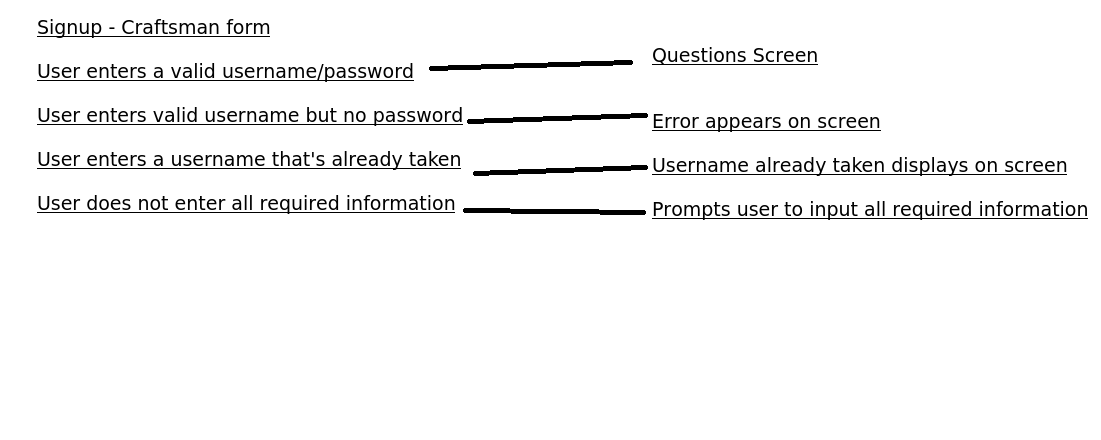 Signup - Craftsman form
User enters a valid username/password
Questions Screen
User enters valid username but no password
Error appears on screen
User enters a username that's already taken
Username already taken displays on screen
User does not enter all required information
Prompts user to input all required information